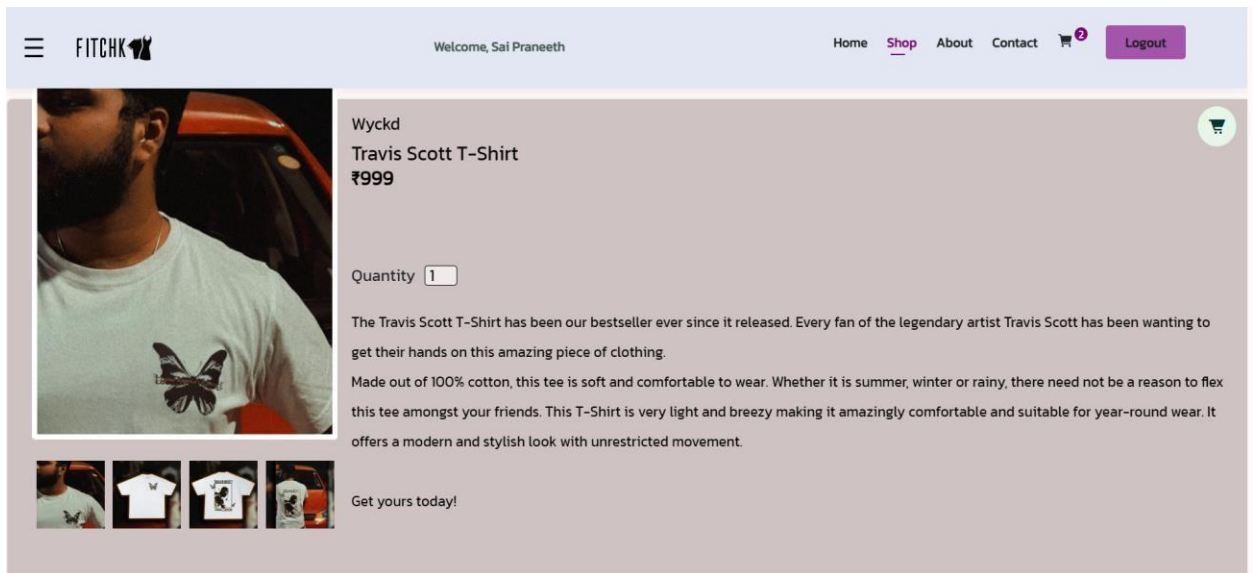 FITCHK
Welcome, Sai Praneeth
Home Shop About Contact 2 Logout
Wyckd
Travis Scott T-Shirt
₹999
Quantity 1
The Travis Scott T-Shirt has been our bestseller ever since it released. Every fan of the legendary artist Travis Scott has been wanting to
get their hands on this amazing piece of clothing.
Made out of 100% cotton, this tee is soft and comfortable to wear. Whether it is summer, winter or rainy, there need not be a reason to flex
this tee amongst your friends. This T-Shirt is very light and breezy making it amazingly comfortable and suitable for year-round wear. It
offers a modern and stylish look with unrestricted movement.
Get yours today!